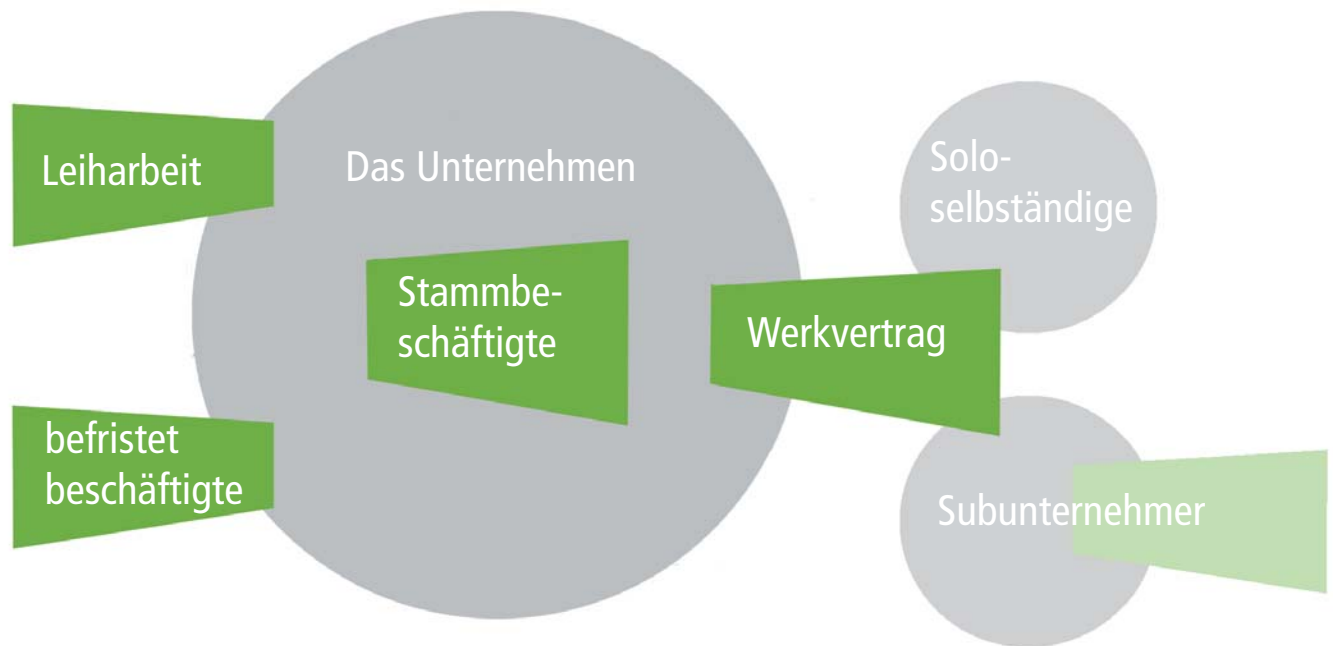 Leiharbeit
Das Unternehmen
Solo-
selbständige
Stammbe-
schäftigte
Werkvertrag
befristet
beschäftigte
Subunternehmer